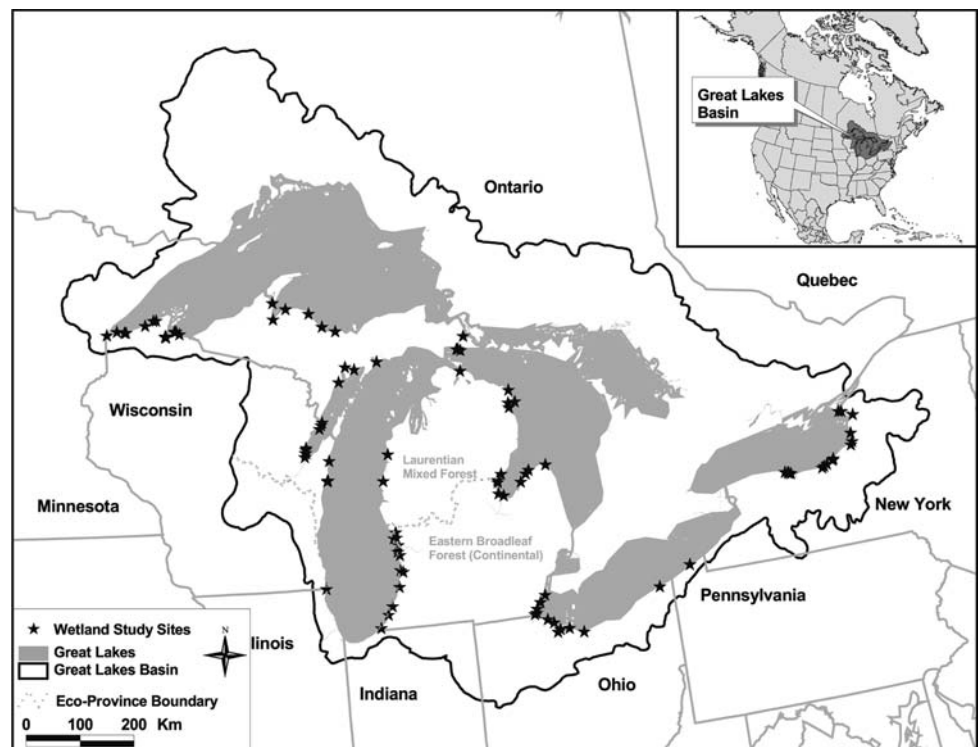 Great Lakes
Basin
Ontario
Quebec
Wisconsin
Laurentian
Mixed Forest
Minnesota
New York
Eastern Broadleaf
Forest (Continental)
Pennsylvania
Wetland Study Sites
N
Great Lakes
linois
Great Lakes Basin
Ohio
Indiana
Eco-Province Boundary
0 100 200 Km